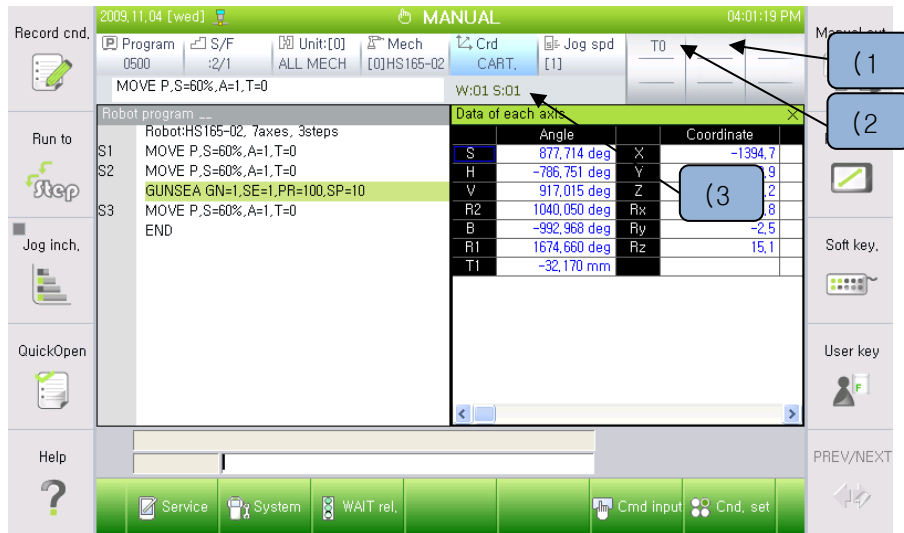 2009.11.04 [wed] MANUAL 04:01:19 PM
Record cnd.
P Program S/F Unit:[0] Mech Crd Jog spd T0
0500 :2/1 ALL MECH [0]HS165-02 CART. [1]
MOVE P,S=60%,A=1,T=0
W:01 S:01
(1
(2
(3
Robot program __
Robot:HS165-02, 7axes, 3steps
S1 MOVE P,S=60%,A=1,T=0
S2 MOVE P,S=60%,A=1,T=0
GUNSEA GN=1,SE=1,PR=100,SP=10
S3 MOVE P,S=60%,A=1,T=0
END
Data of each axis
Angle Coordinate
S 877.714 deg X -1394.7
H -786.751 deg Y
V 917.015 deg Z
R2 1040.050 deg Rx
B -992.968 deg Ry -2.5
R1 1674.660 deg Rz 15.1
T1 -32.170 mm
Run to
Step
Jog inch.
QuickOpen
Help
?
Soft key.
User key
F
PREV/NEXT
Service System WAIT rel. Cmd input Cnd. set